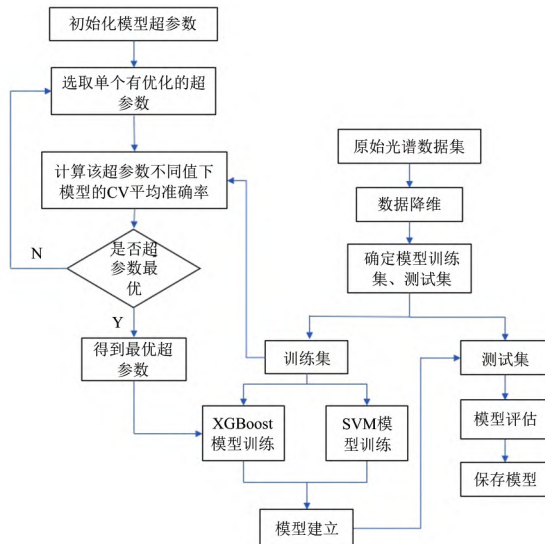 初始化模型超参数
选取单个有优化的超
参数
计算该超参数不同值下
模型的CV平均准确率
是否超
参数最
优
N
Y
得到最优超
参数
原始光谱数据集
数据降维
确定模型训练
集、测试集
训练集
测试集
XGBoost
模型训练
SVM模
型训练
模型建立
模型评估
保存模型